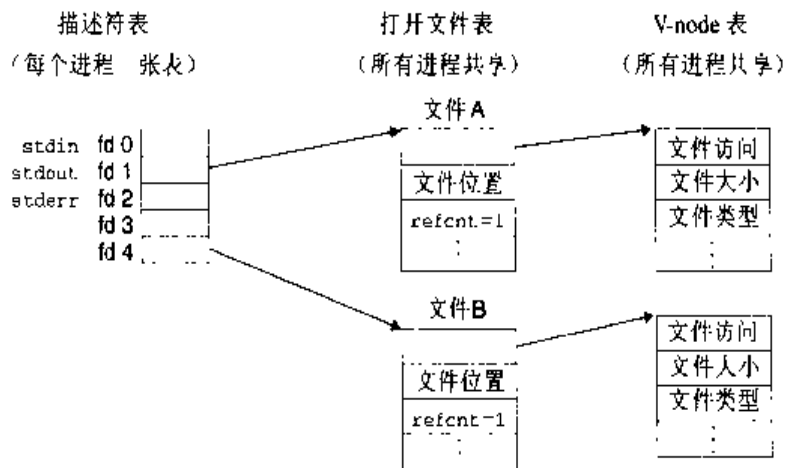 描述符表
（每个进程 张表）
打开文件表
（所有进程共享）
V-node 表
（所有进程共享）
stdin fd 0
stdout fd 1
stderr fd 2
fd 3
fd 4
文件A
文件位置
refcnt=1
文件访问
文件大小
文件类型
文件B
文件位置
refcnt=1
文件访问
文件大小
文件类型